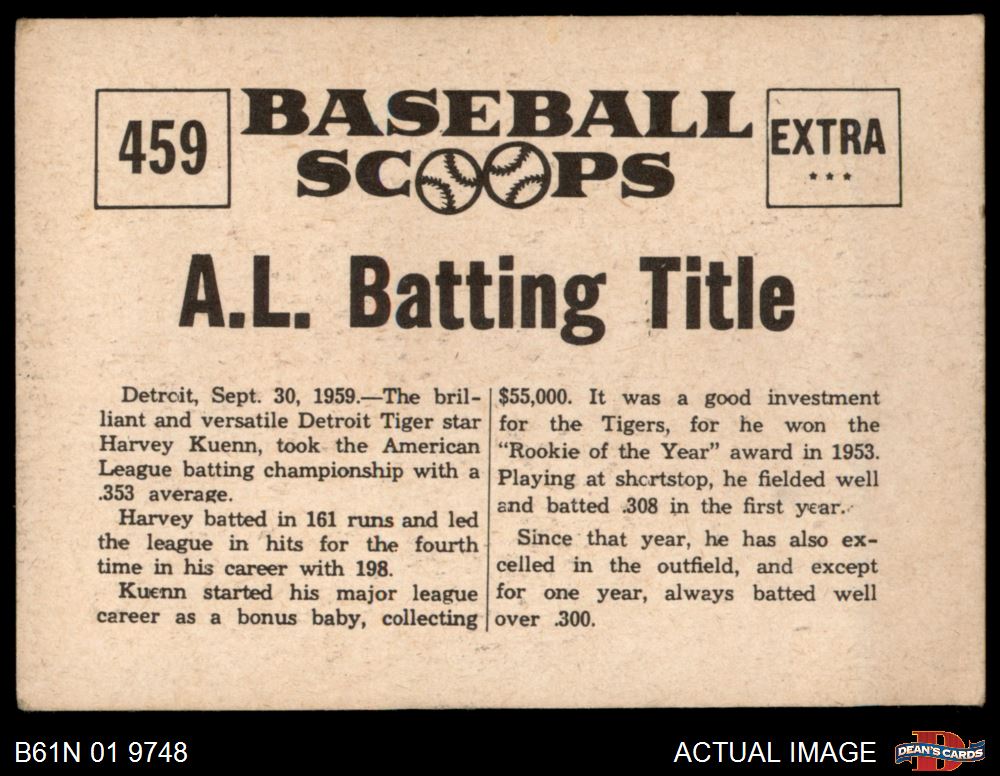 459
BASEBALL
SCOOPS
EXTRA
***
A.L. Batting Title
Detroit, Sept. 30, 1959.—The bril-
liant and versatile Detroit Tiger star
Harvey Kuenn, took the American
League batting championship with a
.353 average.
Harvey batted in 161 runs and led
the league in hits for the fourth
time in his career with 198.
Kuenn started his major league
career as a bonus baby, collecting
$55,000. It was a good investment
for the Tigers, for he won the
"Rookie of the Year" award in 1953.
Playing at shortstop, he fielded well
and batted .308 in the first year.
Since that year, he has also ex-
celled in the outfield, and except
for one year, always batted well
over .300.
B61N 01 9748
ACTUAL IMAGE
D
DEAN'S CARDS